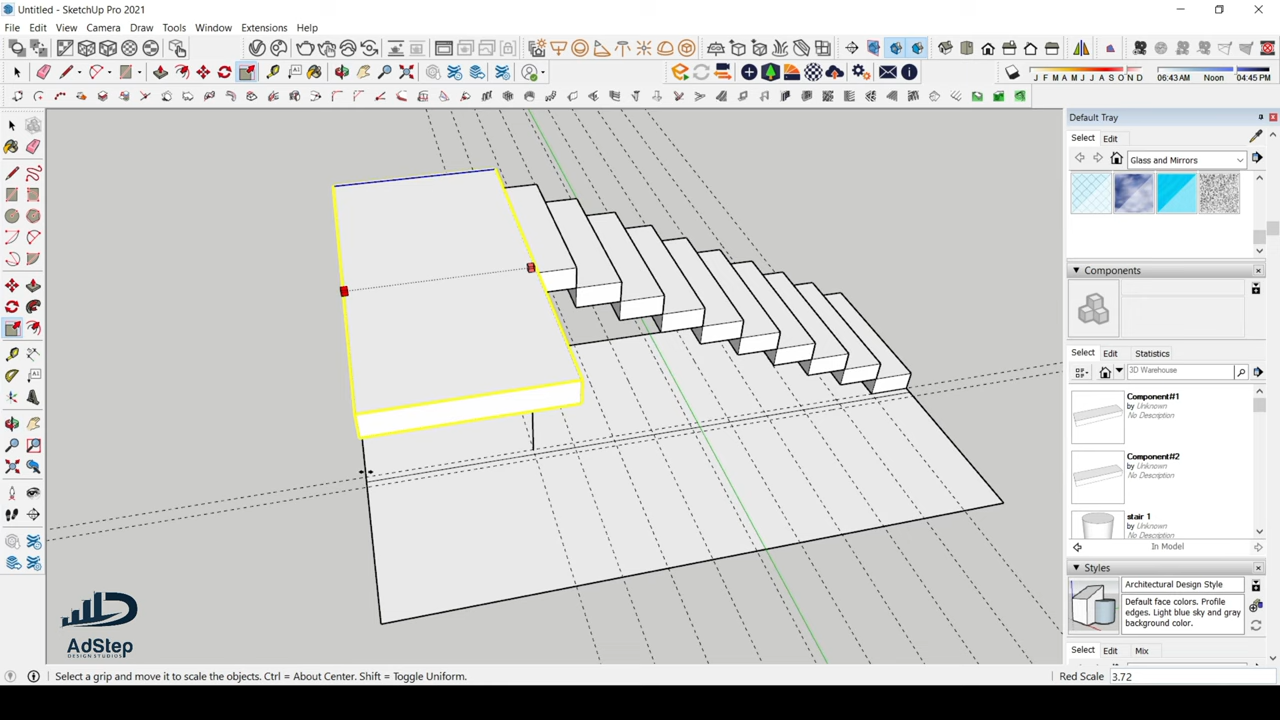 Untitled - SketchUp Pro 2021
File Edit View Camera Draw Tools Window Extensions Help
J F M A M J J A S O N D
06:43 AM Noon 04:45 PM
Default Tray
Select Edit
Glass and Mirrors
Components
Select Edit Statistics
3D Warehouse
Component#1
by Unknown
No Description
Component#2
by Unknown
No Description
stair 1
by Unknown
No Description
In Model
Styles
Architectural Design Style
Default face colors. Profile
edges. Light blue sky and gray
background color.
Select Edit Mix
AdStep
DESIGN STUDIOS
Select a grip and move it to scale the objects. Ctrl = About Center. Shift = Toggle Uniform.
Red Scale 3.72